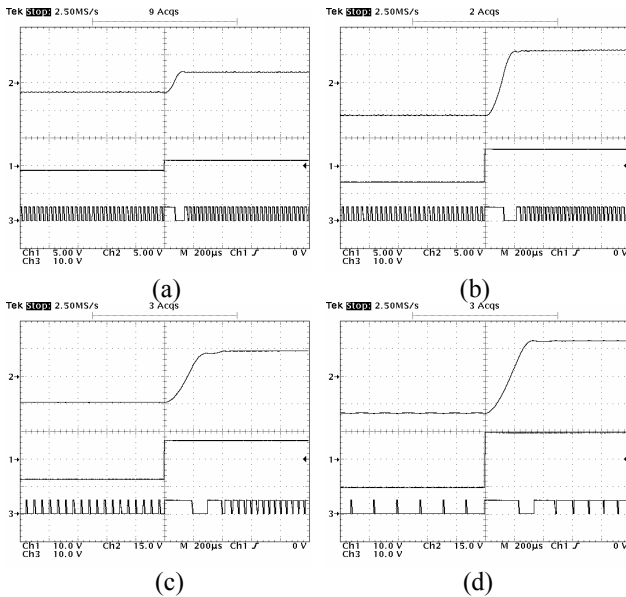 Tek Stop: 2.50MS/s 9 Acqs
2→
1→
3→
Ch1 5.00 V Ch2 5.00 V M 200µs Ch1 ∫ 0 V
Ch3 10.0 V
(a)
Tek Stop: 2.50MS/s 2 Acqs
2→
1→
3→
Ch1 5.00 V Ch2 5.00 V M 200µs Ch1 ∫ 0 V
Ch3 10.0 V
(b)
Tek Stop: 2.50MS/s 3 Acqs
2→
1→
3→
Ch1 10.0 V Ch2 15.0 V M 200µs Ch1 ∫ 0 V
Ch3 10.0 V
(c)
Tek Stop: 2.50MS/s 3 Acqs
2→
1→
3→
Ch1 10.0 V Ch2 15.0 V M 200µs Ch1 ∫ 0 V
Ch3 10.0 V
(d)